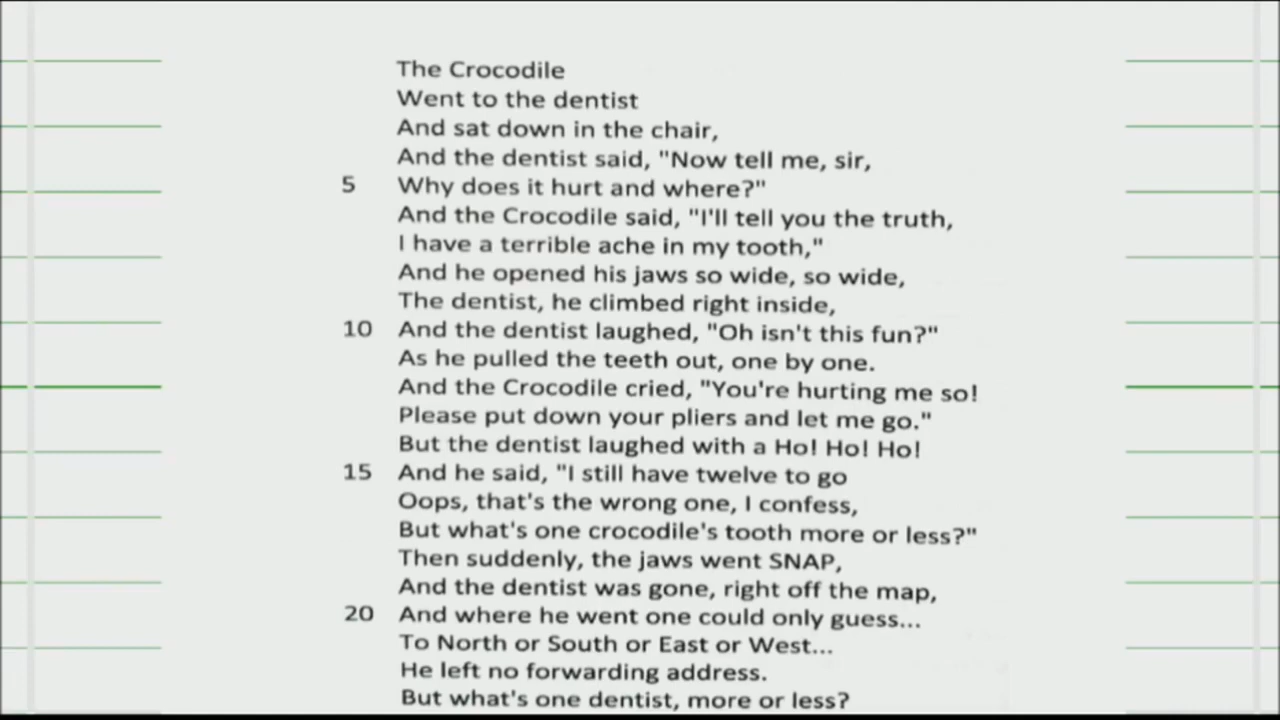 The Crocodile
Went to the dentist
And sat down in the chair,
And the dentist said, "Now tell me, sir,
5 Why does it hurt and where?"
And the Crocodile said, "I'll tell you the truth,
I have a terrible ache in my tooth,"
And he opened his jaws so wide, so wide,
The dentist, he climbed right inside,
10 And the dentist laughed, "Oh isn't this fun?"
As he pulled the teeth out, one by one.
And the Crocodile cried, "You're hurting me so!
Please put down your pliers and let me go."
But the dentist laughed with a Ho! Ho! Ho!
15 And he said, "I still have twelve to go
Oops, that's the wrong one, I confess,
But what's one crocodile's tooth more or less?"
Then suddenly, the jaws went SNAP,
And the dentist was gone, right off the map,
20 And where he went one could only guess...
To North or South or East or West...
He left no forwarding address.
But what's one dentist, more or less?